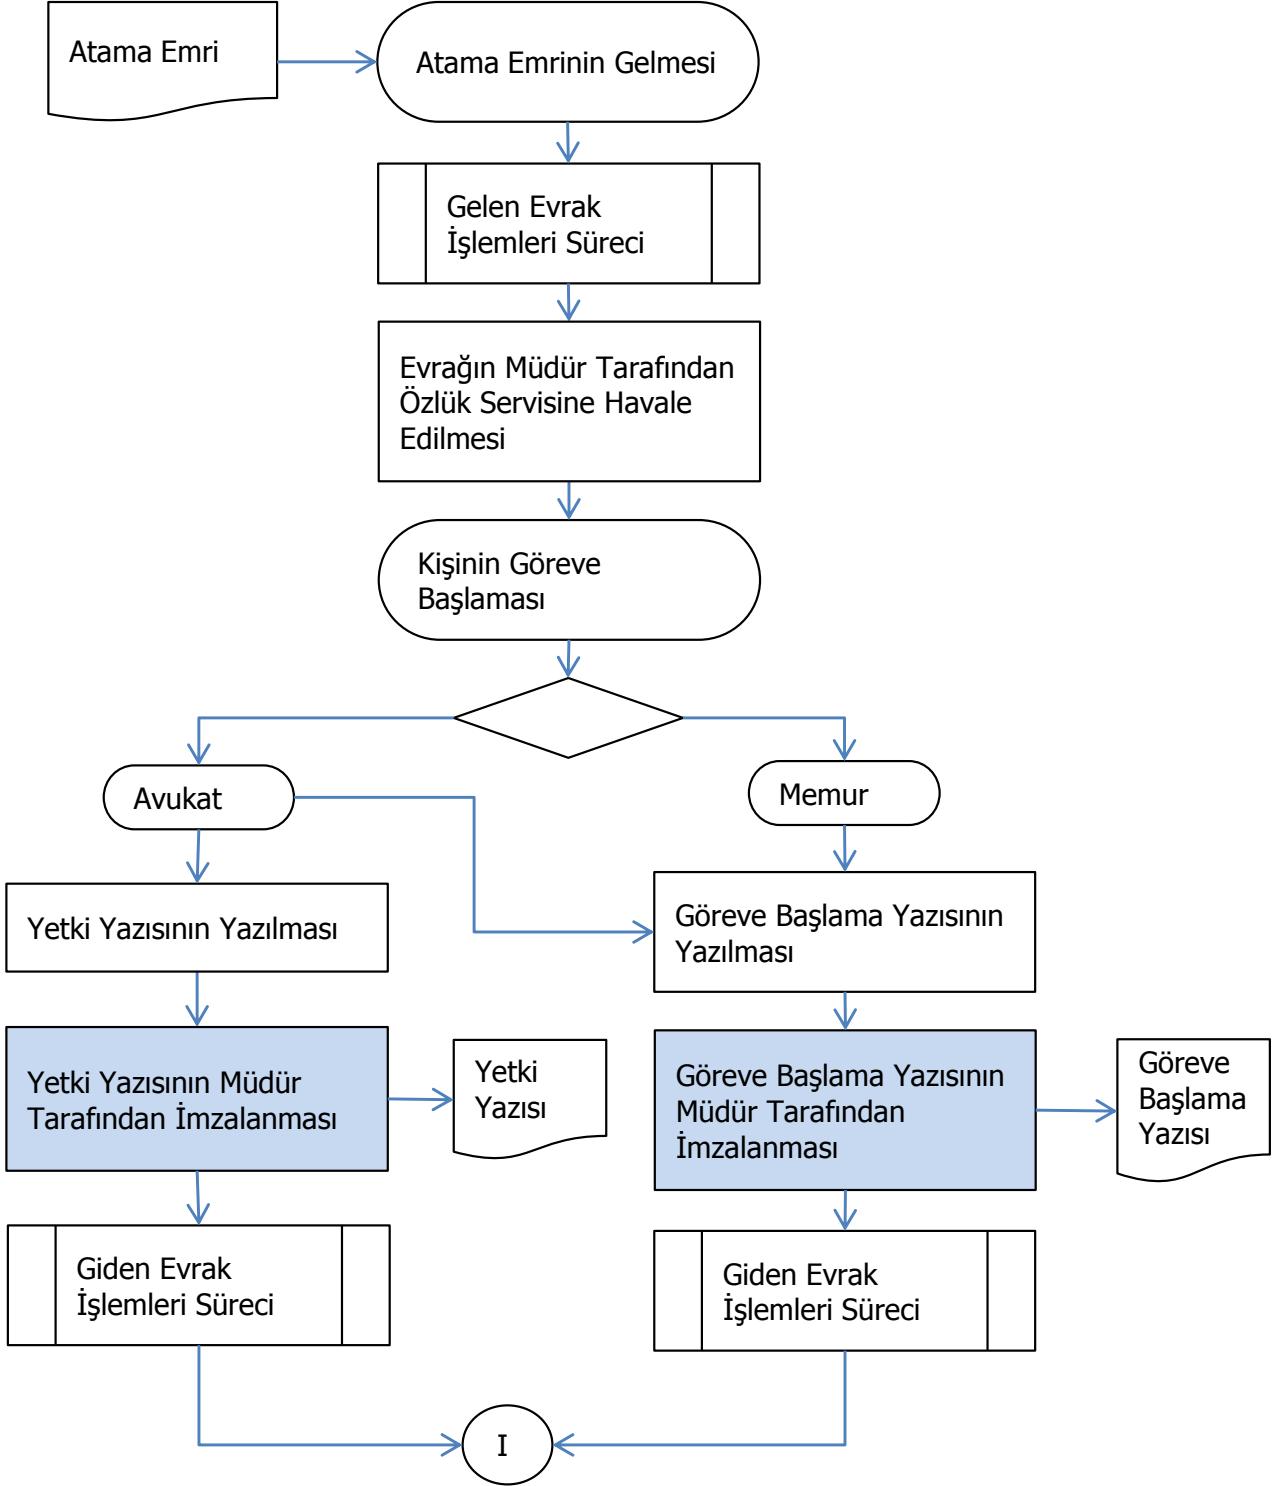 Atama Emri
Atama Emrinin Gelmesi
Gelen Evrak
İşlemleri Süreci
Evrağın Müdür Tarafından
Özlük Servisine Havale
Edilmesi
Kişinin Göreve
Başlaması
Avukat
Memur
Yetki Yazısının Yazılması
Göreve Başlama Yazısının
Yazılması
Yetki Yazısının Müdür
Tarafından İmzalanması
Yetki
Yazısı
Göreve Başlama Yazısının
Müdür Tarafından
İmzalanması
Göreve
Başlama
Yazısı
Giden Evrak
İşlemleri Süreci
Giden Evrak
İşlemleri Süreci
I